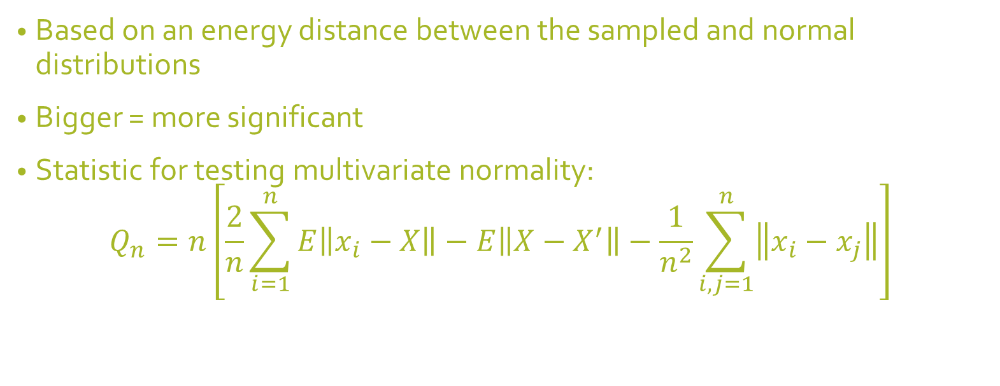 • Based on an energy distance between the sampled and normal
distributions
• Bigger = more significant
• Statistic for testing multivariate normality:
$Q_n = n\left[\frac{2}{n}\sum_{i=1}^{n} E\|x_i - X\| - E\|X - X'\| - \frac{1}{n^2}\sum_{i,j=1}^{n} \|x_i - x_j\|\right]$